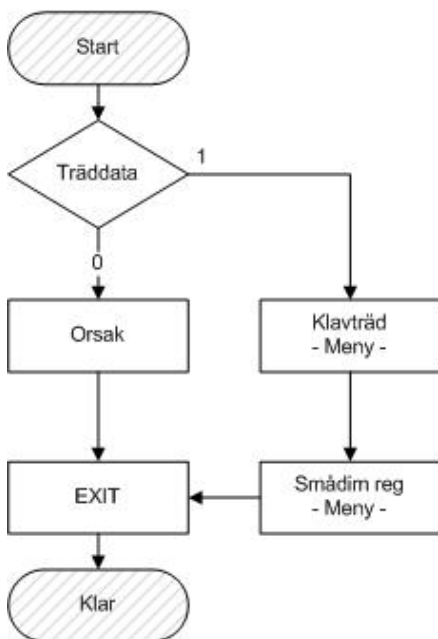 Start
Träddata
1
0
Orsak
Klavträd
- Meny -
EXIT
Smådim reg
- Meny -
Klar